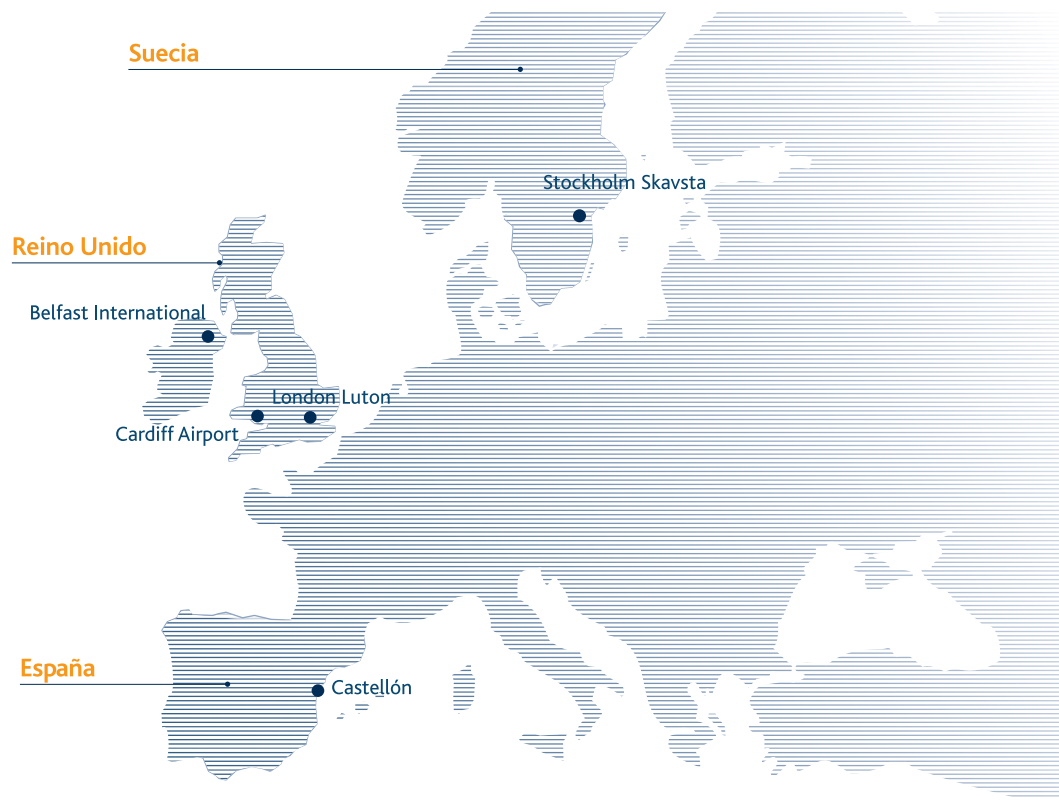 Suecia
Stockholm Skavsta
Reino Unido
Belfast International
London Luton
Cardiff Airport
España
Castellón